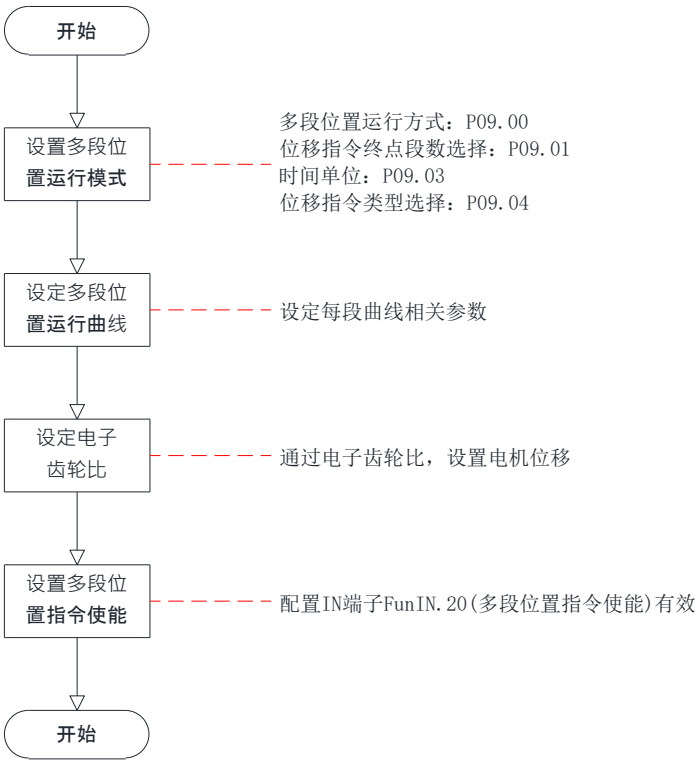 开始
设置多段位
置运行模式
多段位置运行方式：P09.00
位移指令终点段数选择：P09.01
时间单位：P09.03
位移指令类型选择：P09.04
设定多段位
置运行曲线
设定每段曲线相关参数
设定电子
齿轮比
通过电子齿轮比，设置电机位移
设置多段位
置指令使能
配置IN端子FunIN.20(多段位置指令使能)有效
开始